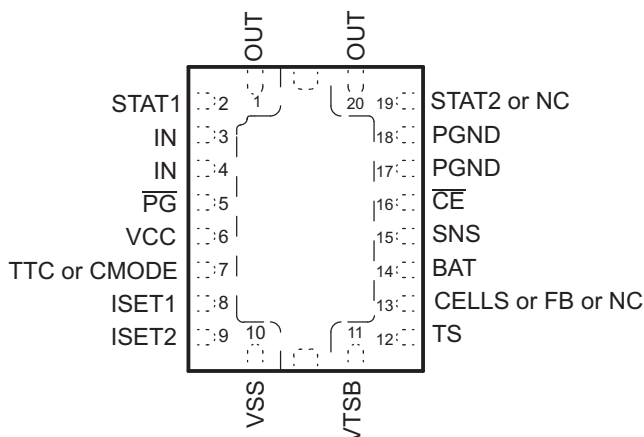 OUT OUT
1 20
STAT1 2 19 STAT2 or NC
IN 3 18 PGND
IN 4 17 PGND
PG 5 16 CE
VCC 6 15 SNS
TTC or CMODE 7 14 BAT
ISET1 8 13 CELLS or FB or NC
ISET2 9 12 TS
10 11
VSS VTSB